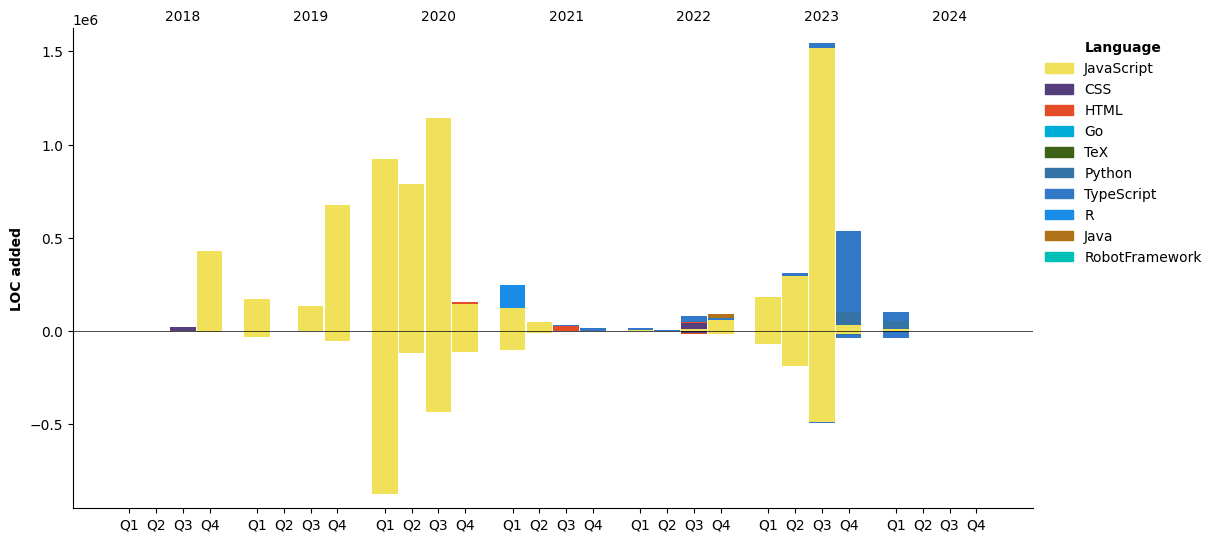 1e6
2018 2019 2020 2021 2022 2023 2024
Language
JavaScript
CSS
HTML
Go
TeX
Python
TypeScript
R
Java
RobotFramework
LOC added
1.5
1.0
0.5
0.0
−0.5
Q1 Q2 Q3 Q4 Q1 Q2 Q3 Q4 Q1 Q2 Q3 Q4 Q1 Q2 Q3 Q4 Q1 Q2 Q3 Q4 Q1 Q2 Q3 Q4 Q1 Q2 Q3 Q4